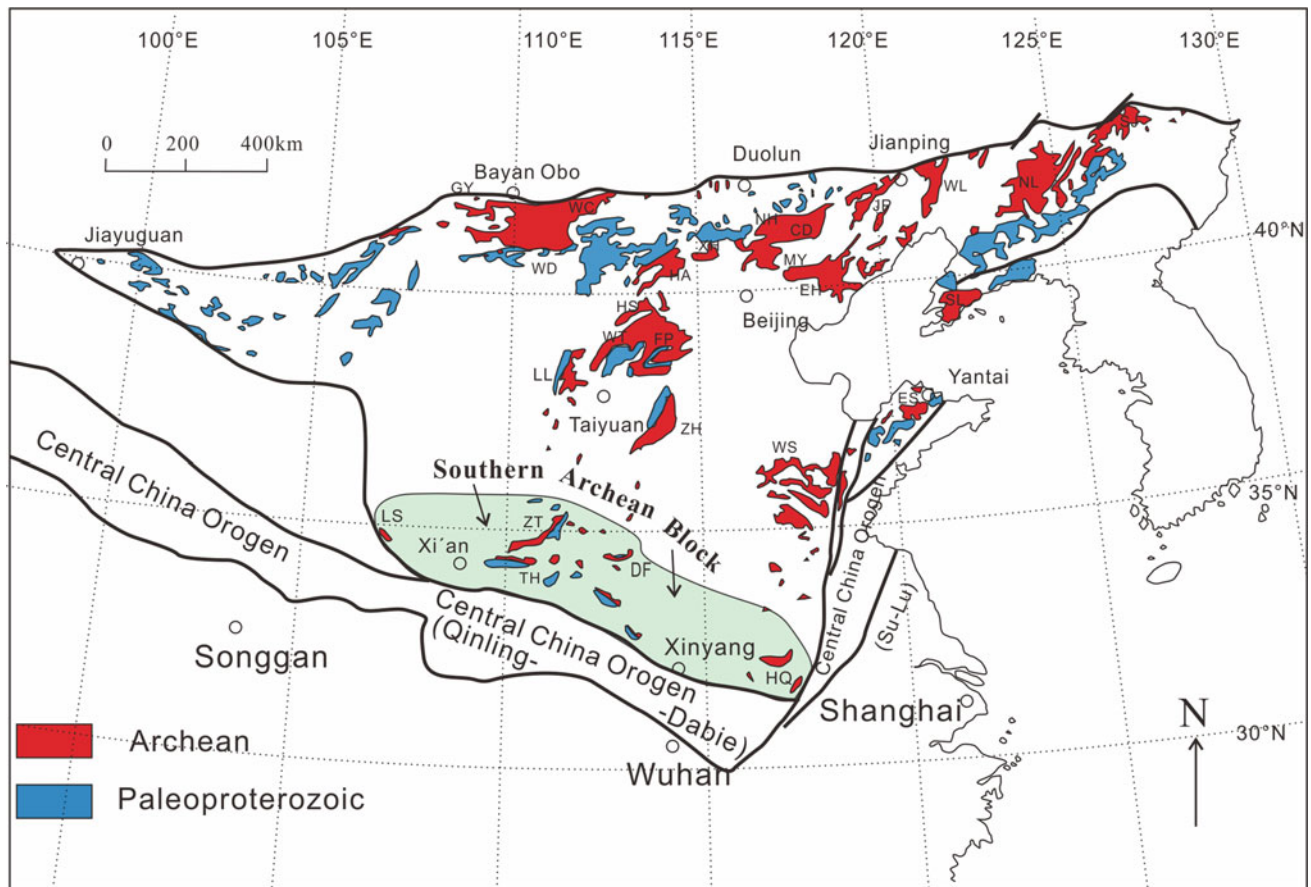 100°E
105°E
110°E
115°E
120°E
125°E
130°E
0 200 400km
Jianping
Duolun
Bayan Obo
GY
WC
WL
NL
JP
NH
CD
40°N
Jiayuguan
WD
XH
MY
HA
EH
SL
HS
Beijing
WT
FP
LL
Yantai
ES
Taiyuan
ZH
WS
Southern Archean Block
35°N
Central China Orogen
LS
ZT
Xi´an
DF
TH
Central China Orogen
(Su-Lu)
Central China Orogen
(Qinling-
-Dabie)
Songgan
Xinyang
HQ
Shanghai
N
30°N
Archean
Wuhan
Paleoproterozoic